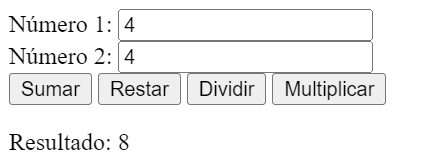 Número 1: 4
Número 2: 4
Sumar Restar Dividir Multiplicar
Resultado: 8